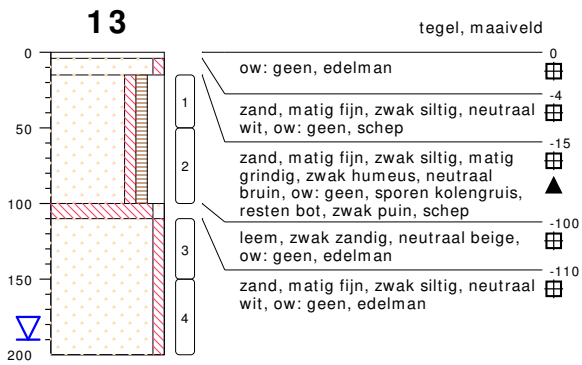 13
tegel, maaiveld
0
0
ow: geen, edelman
-4
zand, matig fijn, zwak siltig, neutraal
wit, ow: geen, schep
-15
zand, matig fijn, zwak siltig, matig
grindig, zwak humeus, neutraal
bruin, ow: geen, sporen kolengruis,
resten bot, zwak puin, schep
-100
leem, zwak zandig, neutraal beige,
ow: geen, edelman
-110
zand, matig fijn, zwak siltig, neutraal
wit, ow: geen, edelman
50
100
150
200
1
2
3
4